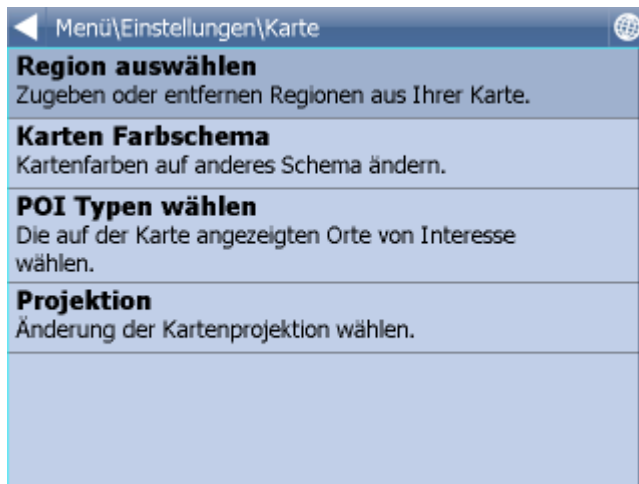 Menü\Einstellungen\Karte
Region auswählen
Zugeben oder entfernen Regionen aus Ihrer Karte.
Karten Farbschema
Kartenfarben auf anderes Schema ändern.
POI Typen wählen
Die auf der Karte angezeigten Orte von Interesse
wählen.
Projektion
Änderung der Kartenprojektion wählen.